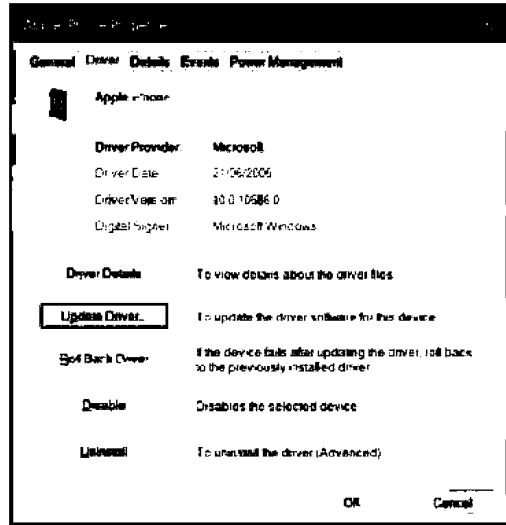 Apple iPhone Properties
General Driver Details Events Power Management
Apple iPhone
Driver Provider: Microsoft
Driver Date: 21/06/2006
Driver Version: 10.0.10586.0
Digital Signer: Microsoft Windows
Driver Details To view details about the driver files.
Update Driver... To update the driver software for this device.
Roll Back Driver If the device fails after updating the driver, roll back
to the previously installed driver.
Disable Disables the selected device.
Uninstall To uninstall the driver (Advanced).
OK Cancel